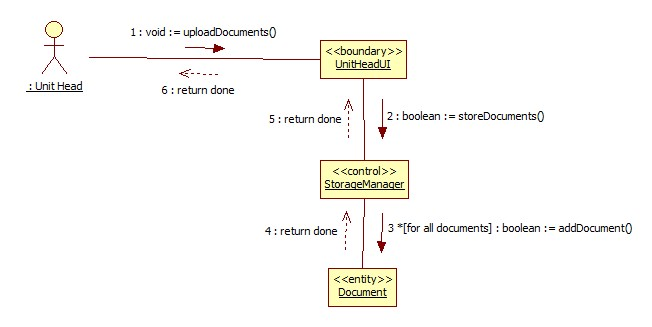 1 : void := uploadDocuments()
<<boundary>>
UnitHeadUI
: Unit Head
6 : return done
5 : return done
2 : boolean := storeDocuments()
<<control>>
StorageManager
4 : return done
3 *[for all documents] : boolean := addDocument()
<<entity>>
Document